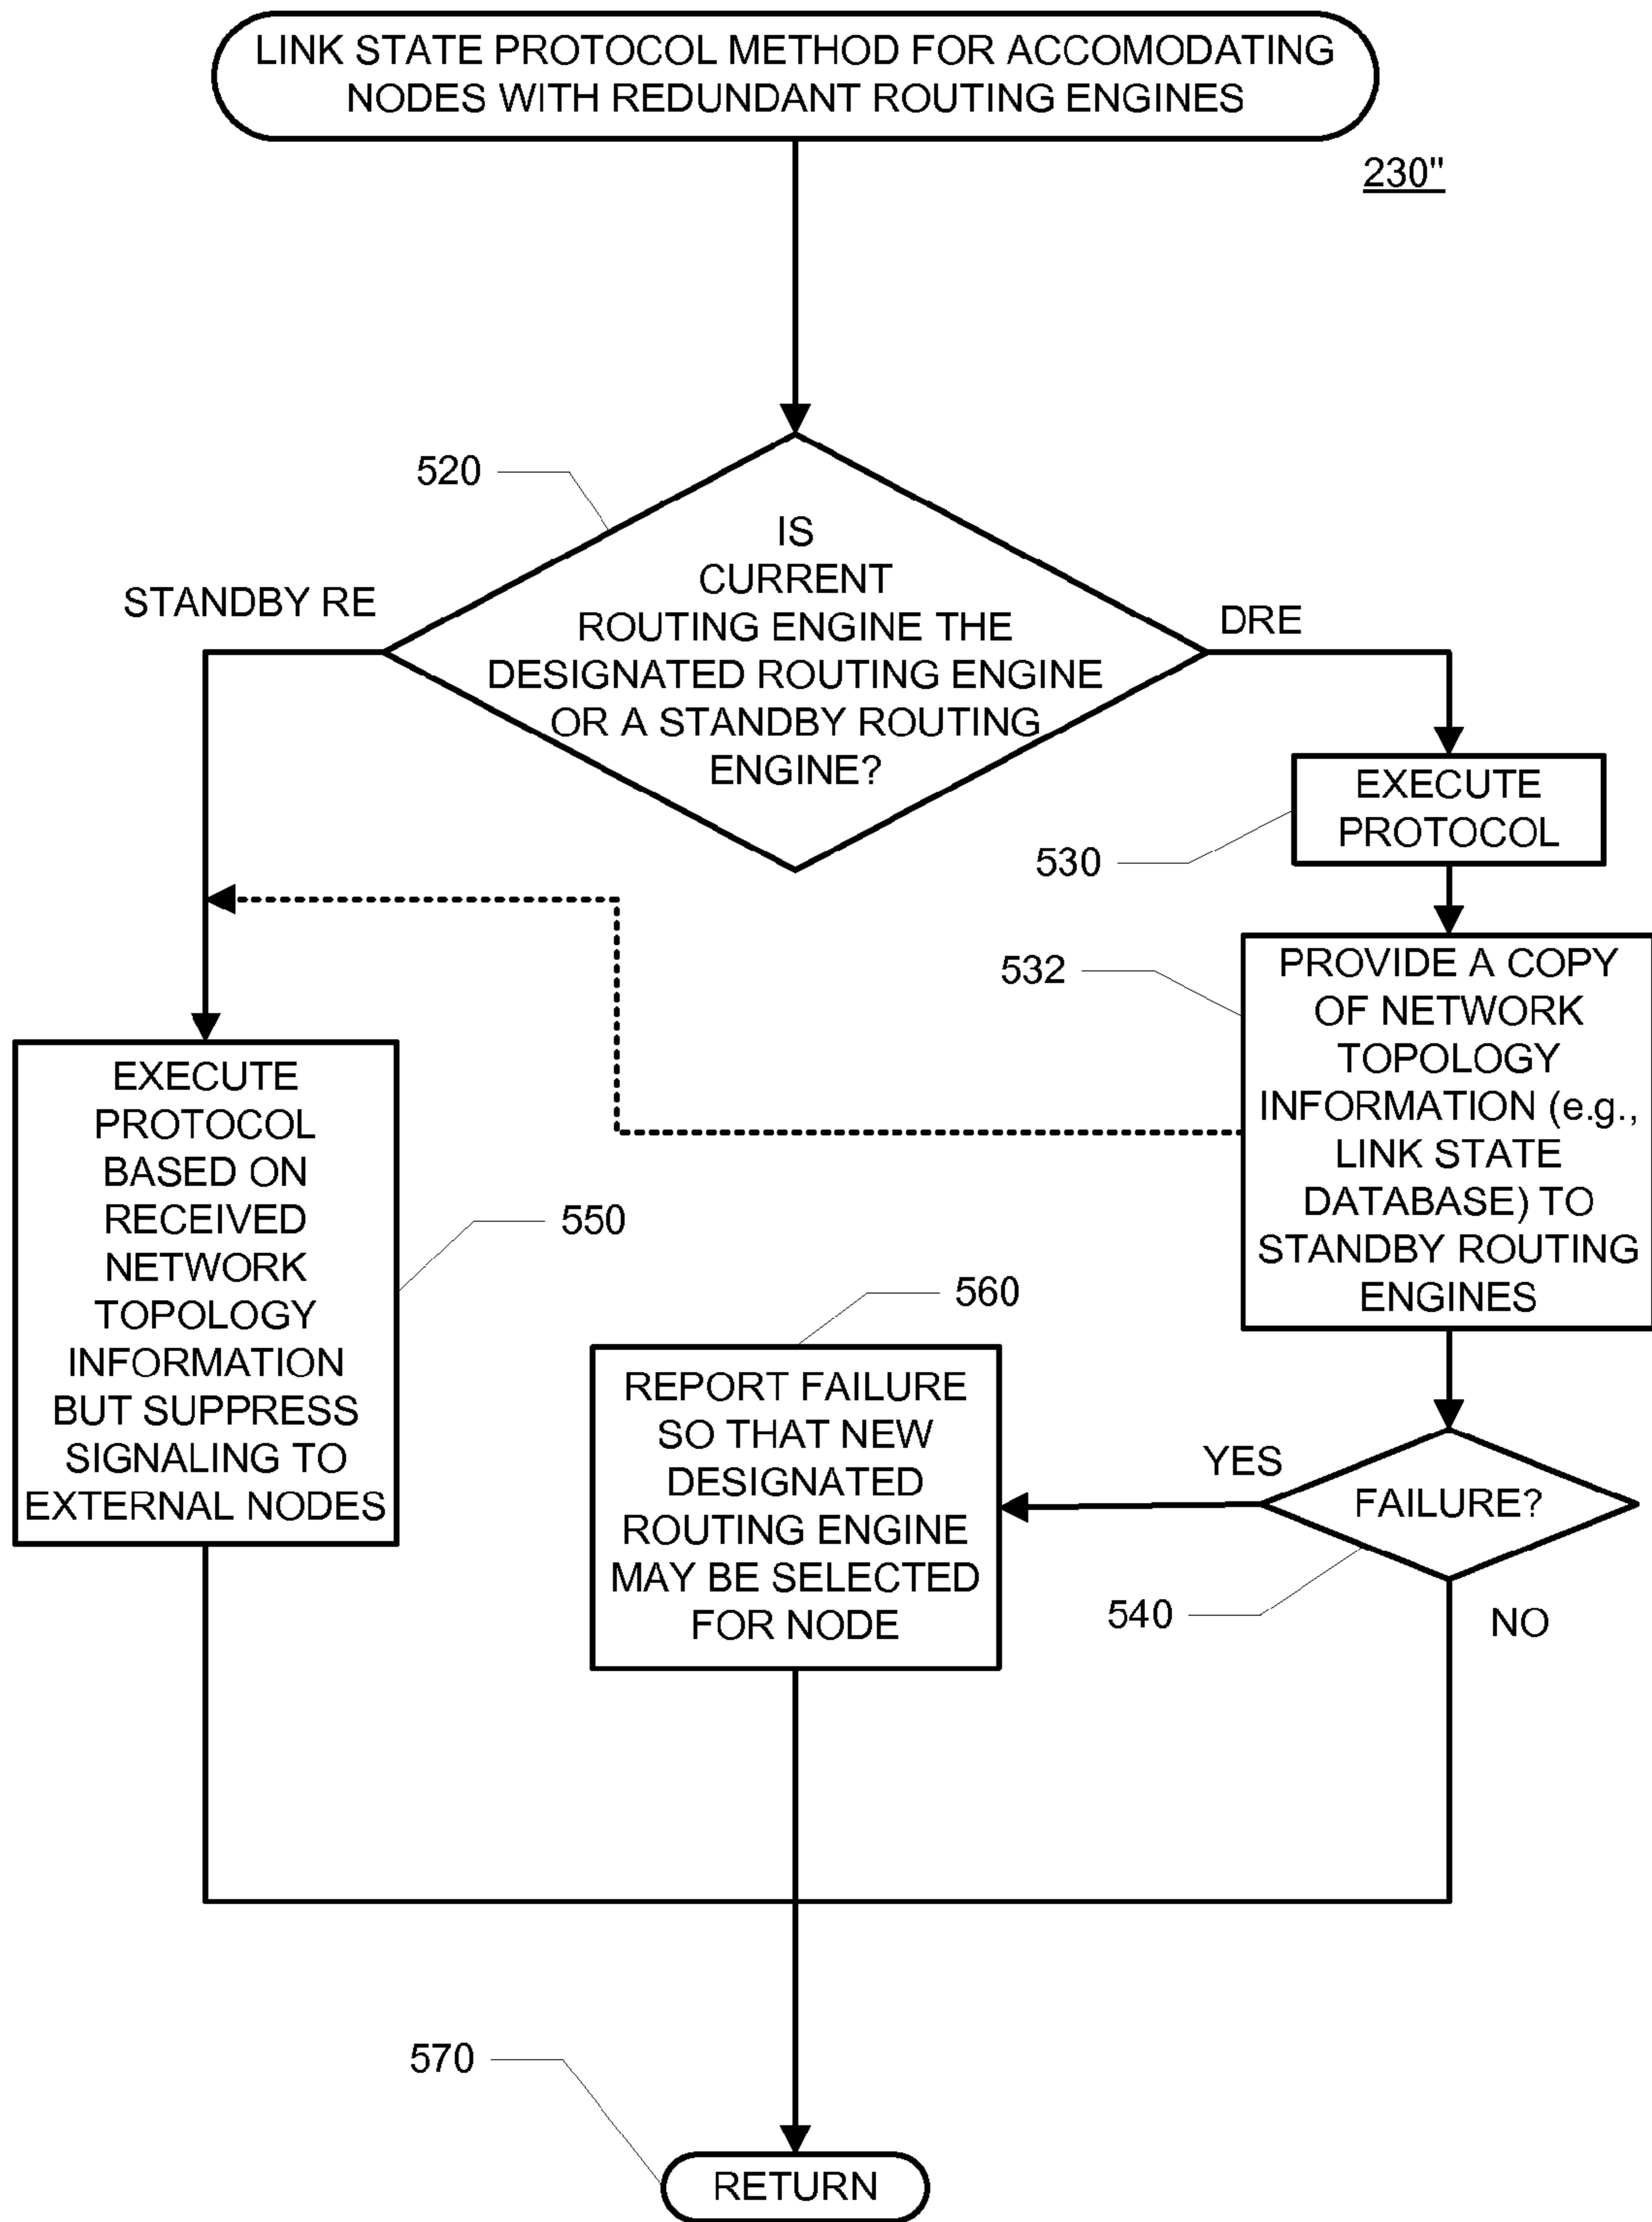 LINK STATE PROTOCOL METHOD FOR ACCOMODATING
NODES WITH REDUNDANT ROUTING ENGINES
230"
520
IS
CURRENT
ROUTING ENGINE THE
DESIGNATED ROUTING ENGINE
OR A STANDBY ROUTING
ENGINE?
STANDBY RE
DRE
EXECUTE
PROTOCOL
530
532
PROVIDE A COPY
OF NETWORK
TOPOLOGY
INFORMATION (e.g.,
LINK STATE
DATABASE) TO
STANDBY ROUTING
ENGINES
EXECUTE
PROTOCOL
BASED ON
RECEIVED
NETWORK
TOPOLOGY
INFORMATION
BUT SUPPRESS
SIGNALING TO
EXTERNAL NODES
550
560
REPORT FAILURE
SO THAT NEW
DESIGNATED
ROUTING ENGINE
MAY BE SELECTED
FOR NODE
YES
FAILURE?
540
NO
570
RETURN